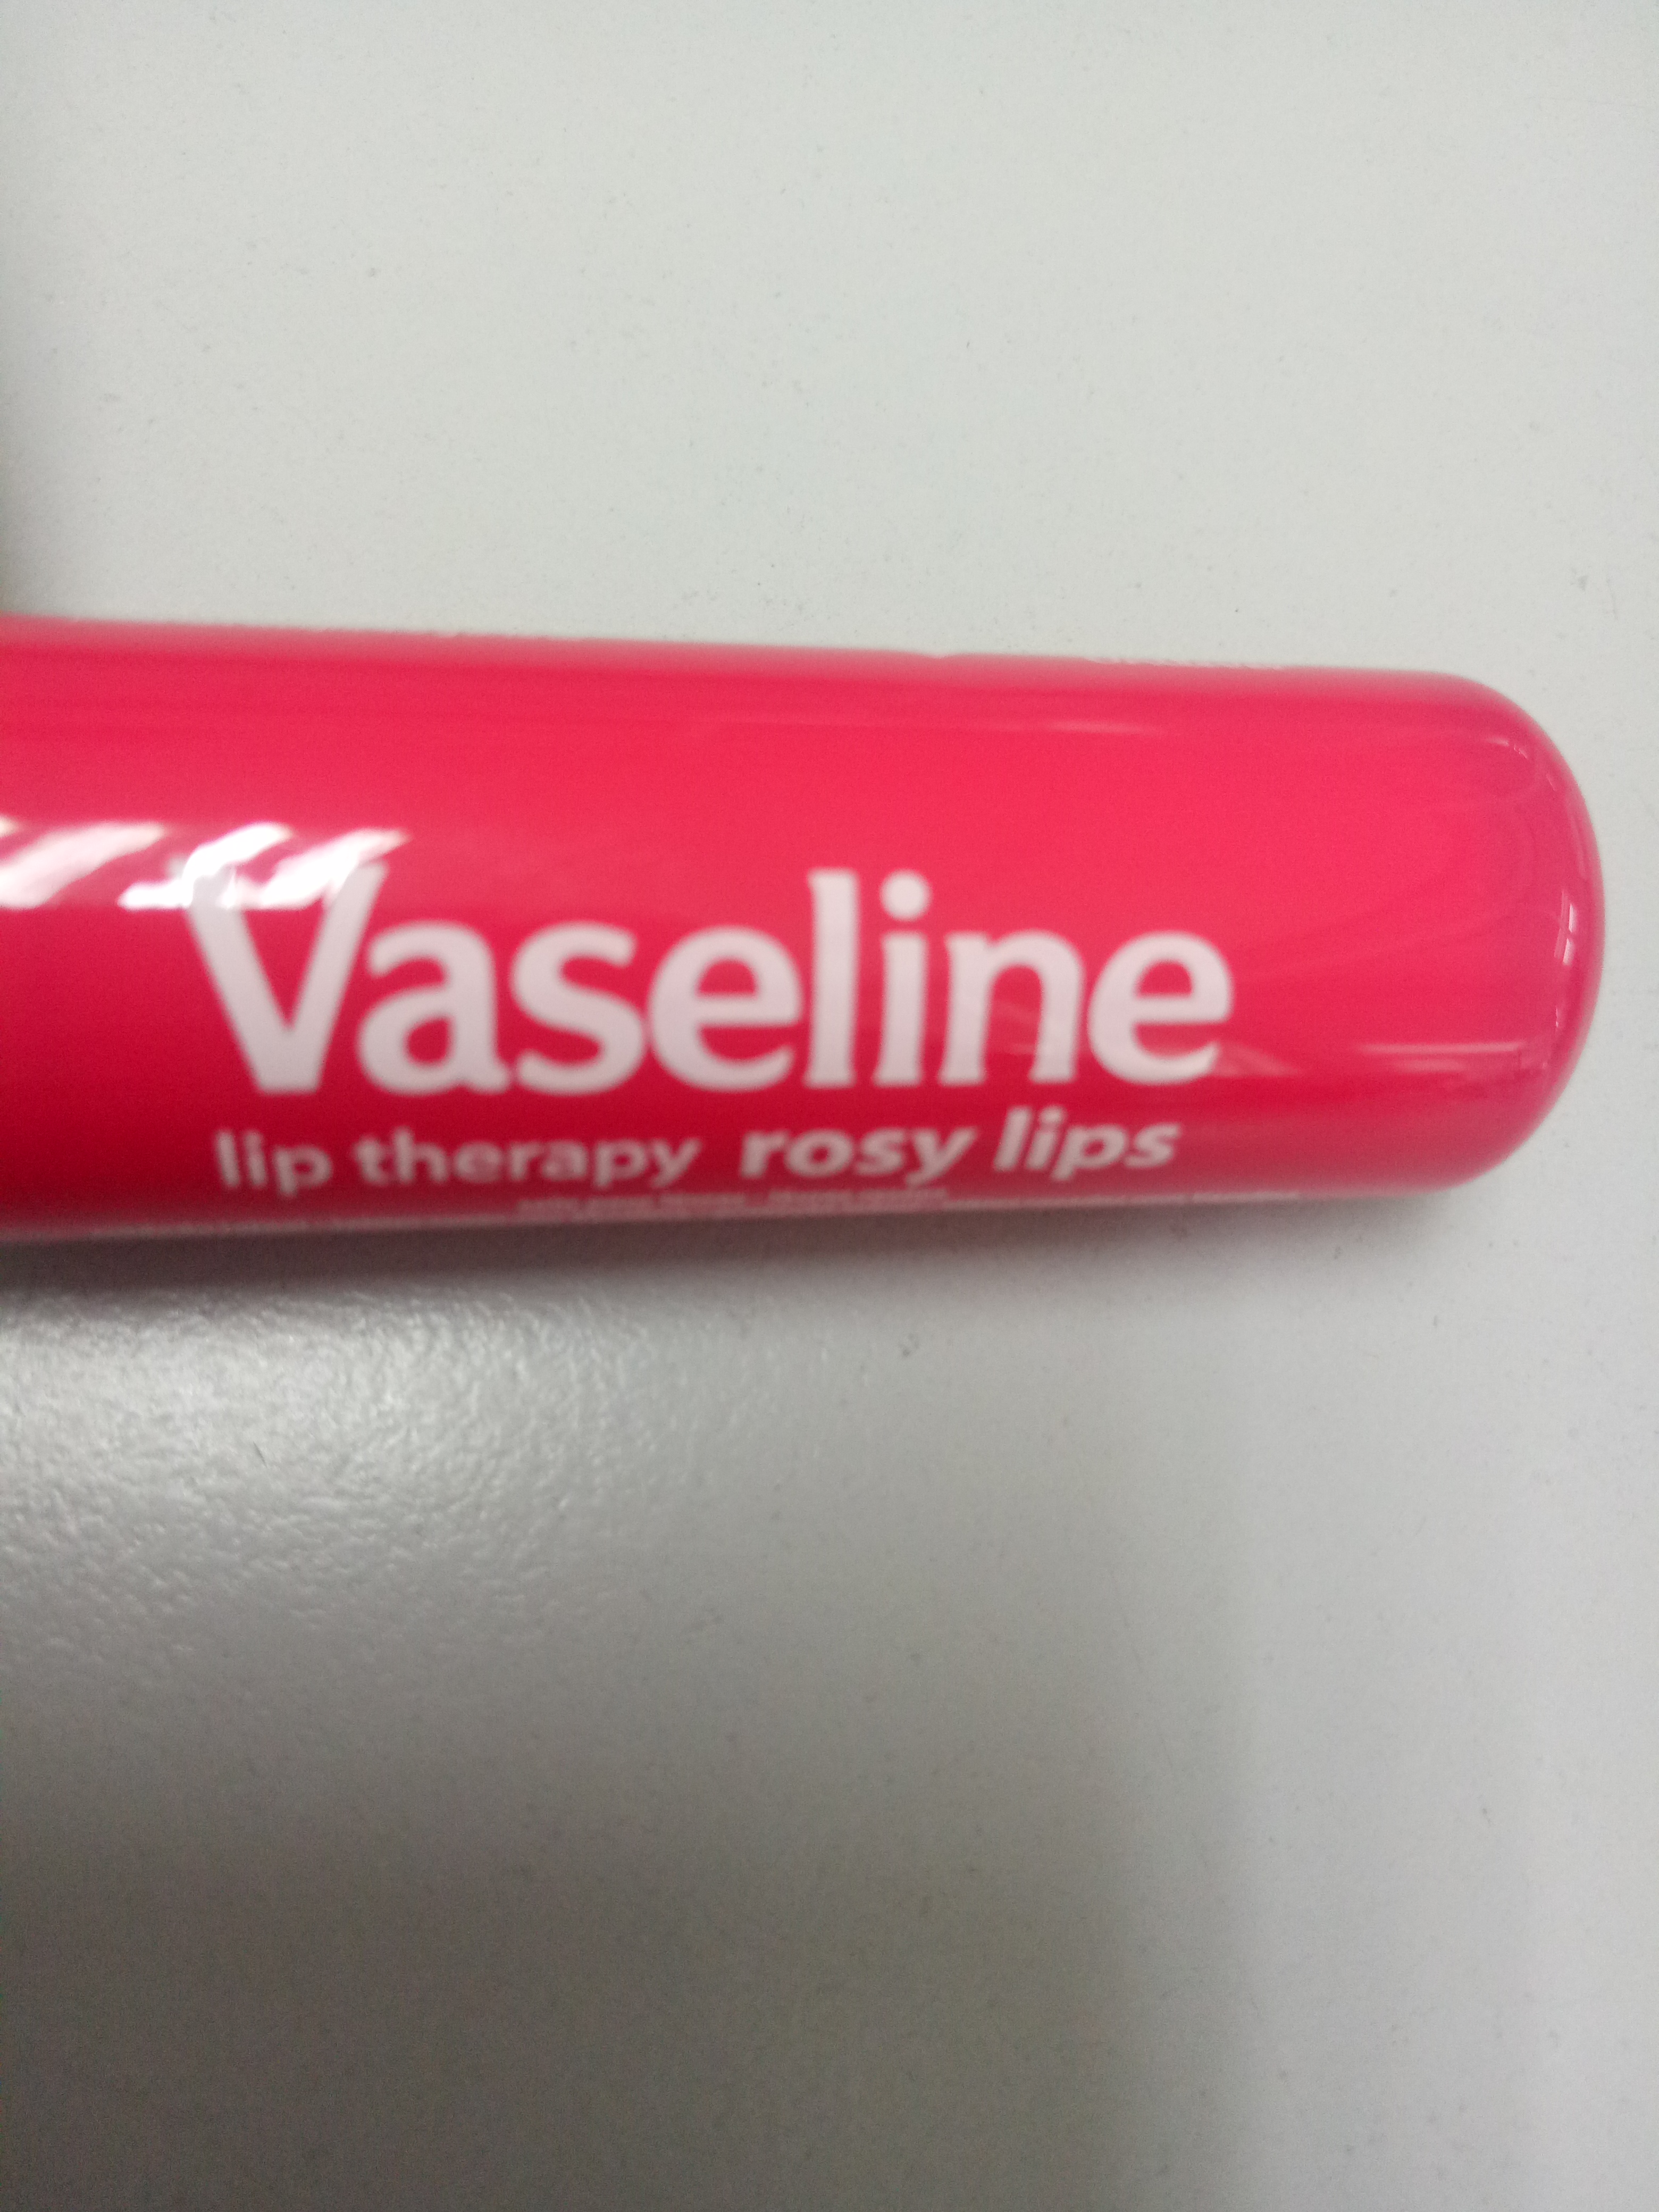 Vaseline
lip therapy rosy lips